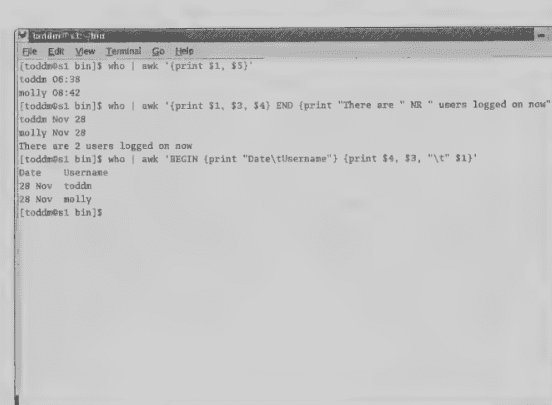 toddm@s1:~/bin
File Edit View Terminal Go Help
[toddm@s1 bin]$ who | awk '{print $1, $5}'
toddm 06:38
molly 08:42
[toddm@s1 bin]$ who | awk '{print $1, $3, $4} END {print "There are " NR " users logged on now"
toddm Nov 28
molly Nov 28
There are 2 users logged on now
[toddm@s1 bin]$ who | awk 'BEGIN {print "Date\tUsername"} {print $4, $3, "\t" $1}'
Date Username
28 Nov toddm
28 Nov molly
[toddm@s1 bin]$